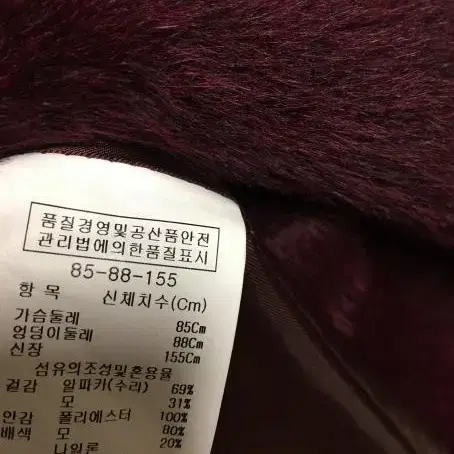 품질경영및공산품안전
관리법에의한품질표시
85-88-155
항 목 신체치수(Cm)
가슴둘레 85Cm
엉덩이둘레 88Cm
신장 155Cm
섬유의조성및혼용율
겉감 알파카(수리) 69%
모 31%
안감 폴리에스터 100%
배색 모 80%
나일론 20%